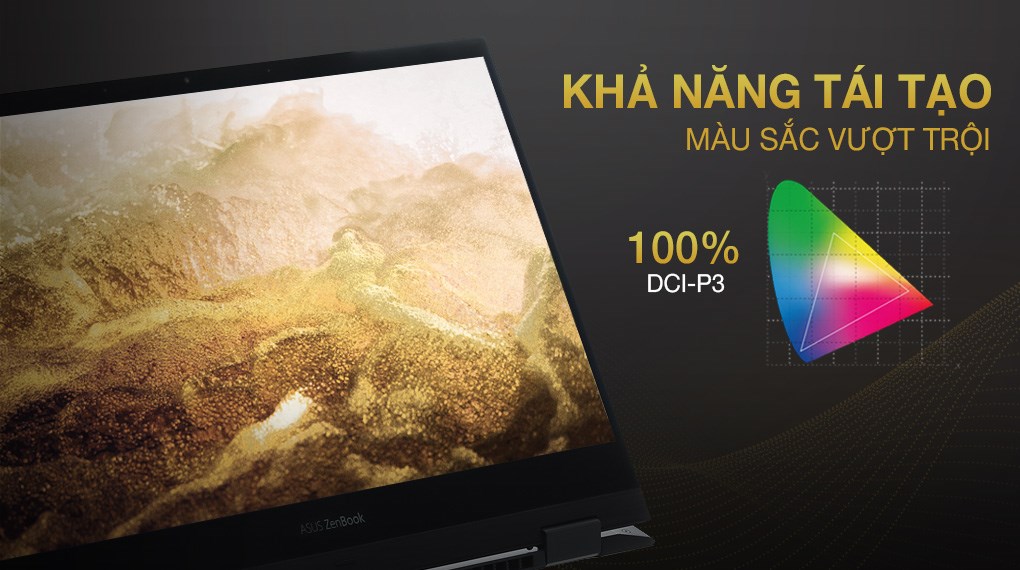 KHẢ NĂNG TÁI TẠO
MÀU SẮC VƯỢT TRỘI
100%
DCI-P3
ASUS ZenBook